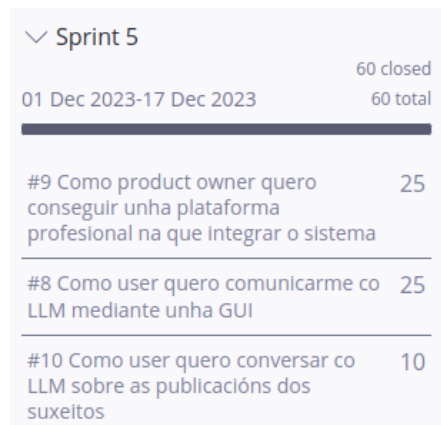 Sprint 5
60 closed
01 Dec 2023-17 Dec 2023 60 total
#9 Como product owner quero 25
conseguir unha plataforma
profesional na que integrar o sistema
#8 Como user quero comunicarme co 25
LLM mediante unha GUI
#10 Como user quero conversar co 10
LLM sobre as publicacións dos
suxeitos